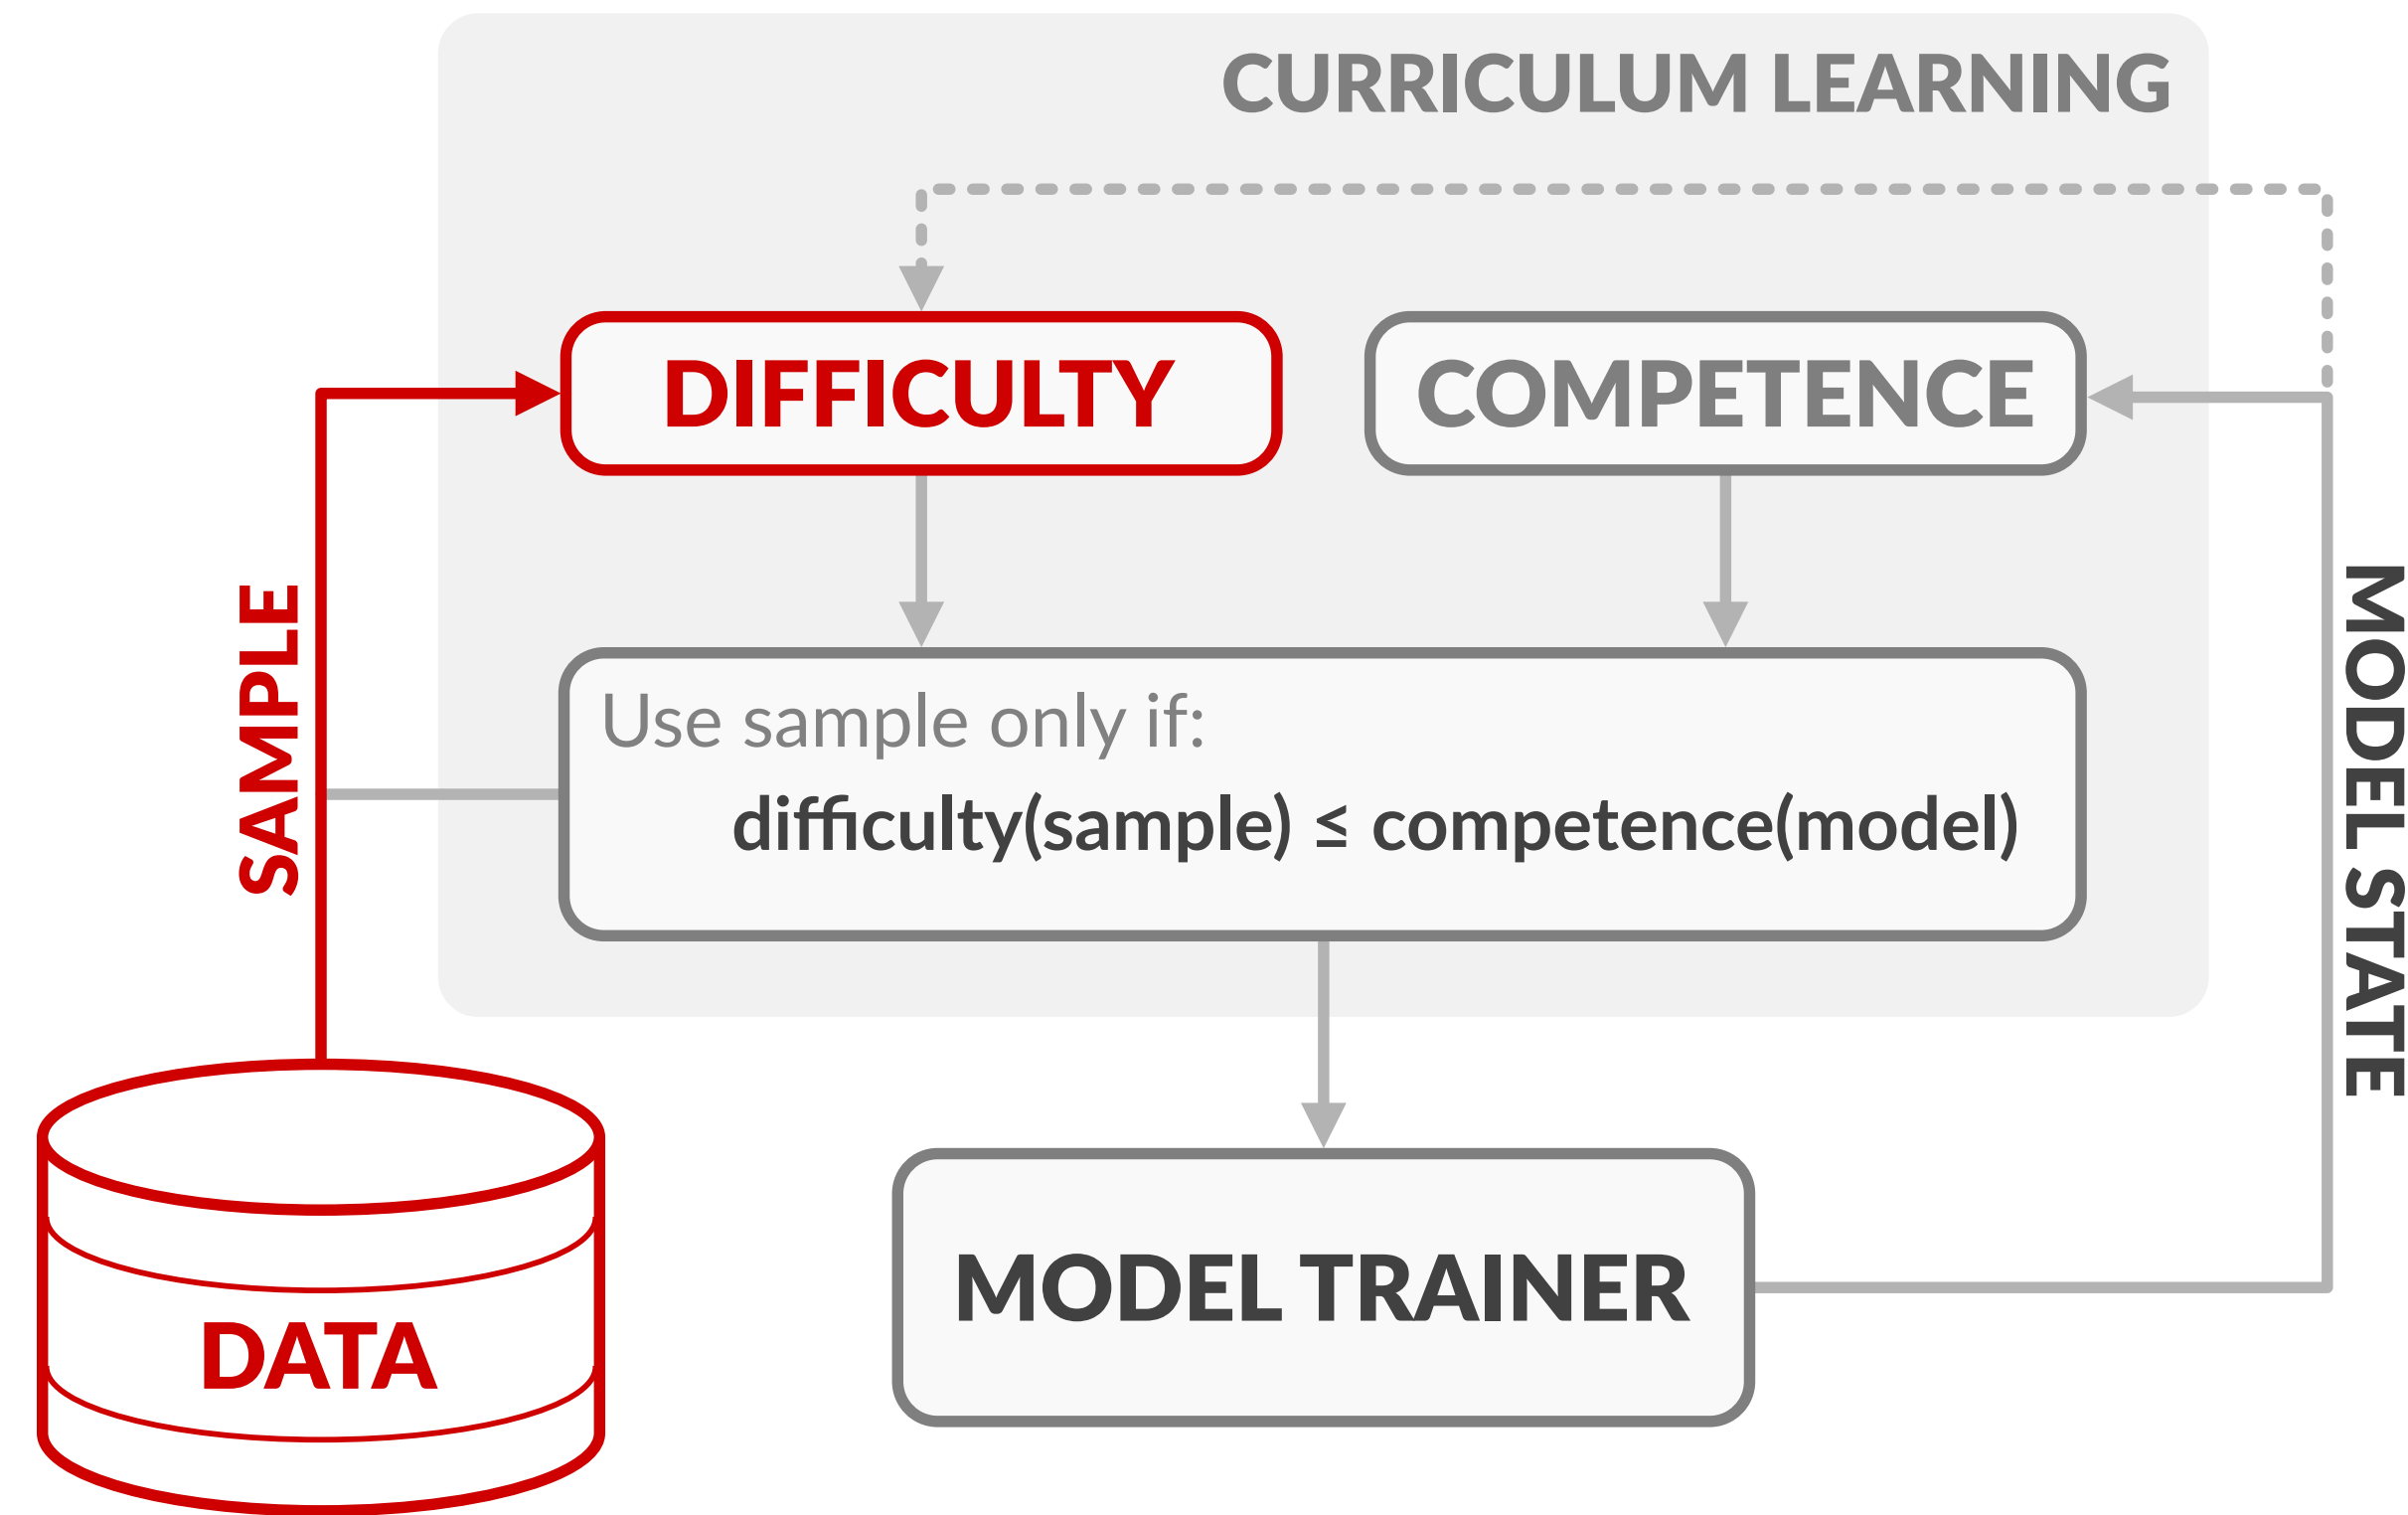 CURRICULUM LEARNING
DIFFICULTY
COMPETENCE
SAMPLE
Use sample only if:
difficulty(sample) ≤ competence(model)
MODEL STATE
DATA
MODEL TRAINER